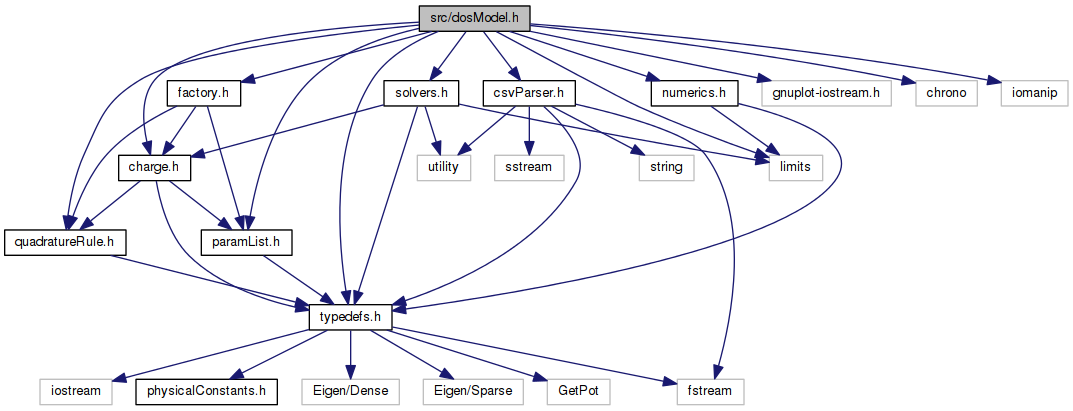 src/dosModel.h
factory.h
solvers.h
csvParser.h
numerics.h
gnuplot-iostream.h
chrono
iomanip
charge.h
utility
sstream
string
limits
quadratureRule.h
paramList.h
typedefs.h
iostream
physicalConstants.h
Eigen/Dense
Eigen/Sparse
GetPot
fstream